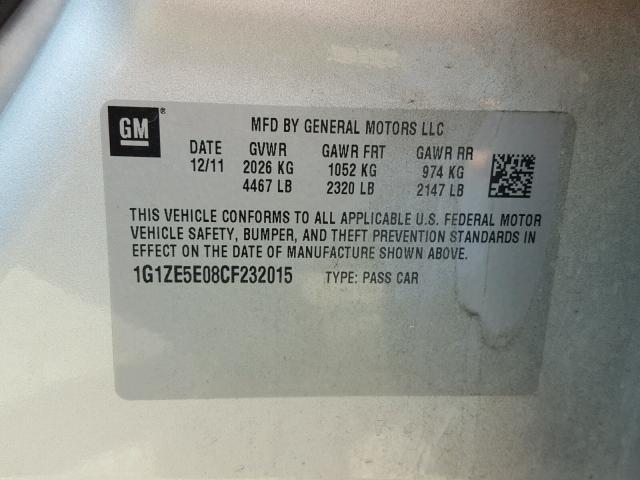 GM®
MFD BY GENERAL MOTORS LLC
DATE GVWR GAWR FRT GAWR RR
12/11 2026 KG 1052 KG 974 KG
4467 LB 2320 LB 2147 LB
THIS VEHICLE CONFORMS TO ALL APPLICABLE U.S. FEDERAL MOTOR
VEHICLE SAFETY, BUMPER, AND THEFT PREVENTION STANDARDS IN
EFFECT ON THE DATE OF MANUFACTURE SHOWN ABOVE.
1G1ZE5E08CF232015 TYPE: PASS CAR